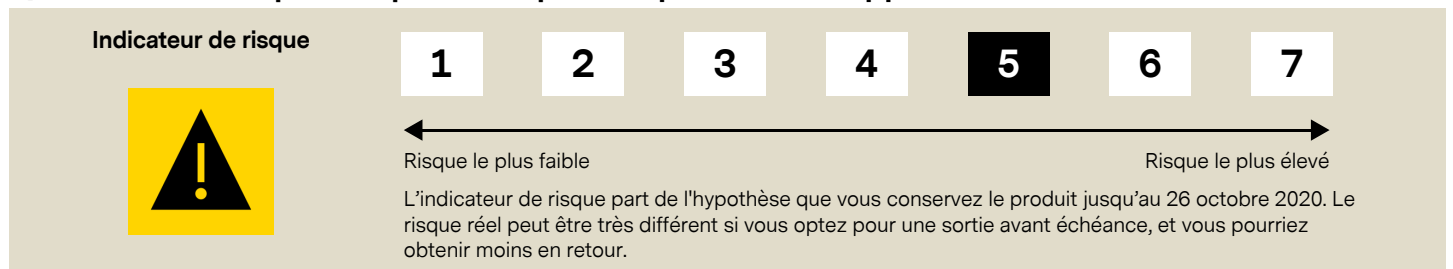 Indicateur de risque
1 2 3 4 5 6 7
Risque le plus faible Risque le plus élevé
L’indicateur de risque part de l'hypothèse que vous conservez le produit jusqu’au 26 octobre 2020. Le
risque réel peut être très différent si vous optez pour une sortie avant échéance, et vous pourriez
obtenir moins en retour.